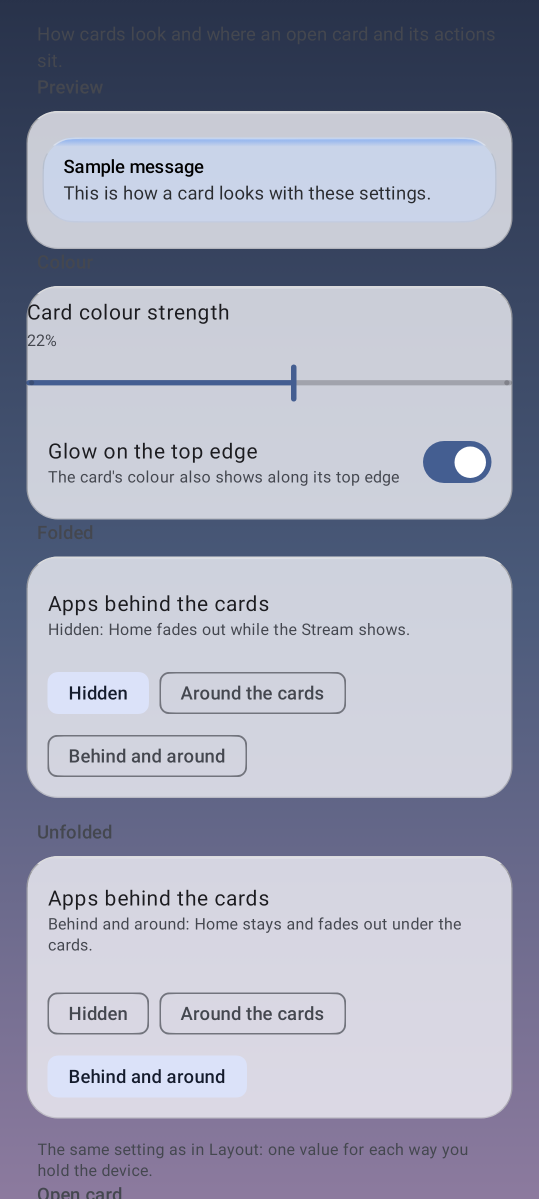 How cards look and where an open card and its actions
sit.
Preview
Sample message
This is how a card looks with these settings.
Colour
Card colour strength
22%
Glow on the top edge
The card's colour also shows along its top edge
Folded
Apps behind the cards
Hidden: Home fades out while the Stream shows.
Hidden
Around the cards
Behind and around
Unfolded
Apps behind the cards
Behind and around: Home stays and fades out under the
cards.
Hidden
Around the cards
Behind and around
The same setting as in Layout: one value for each way you
hold the device.
Open card